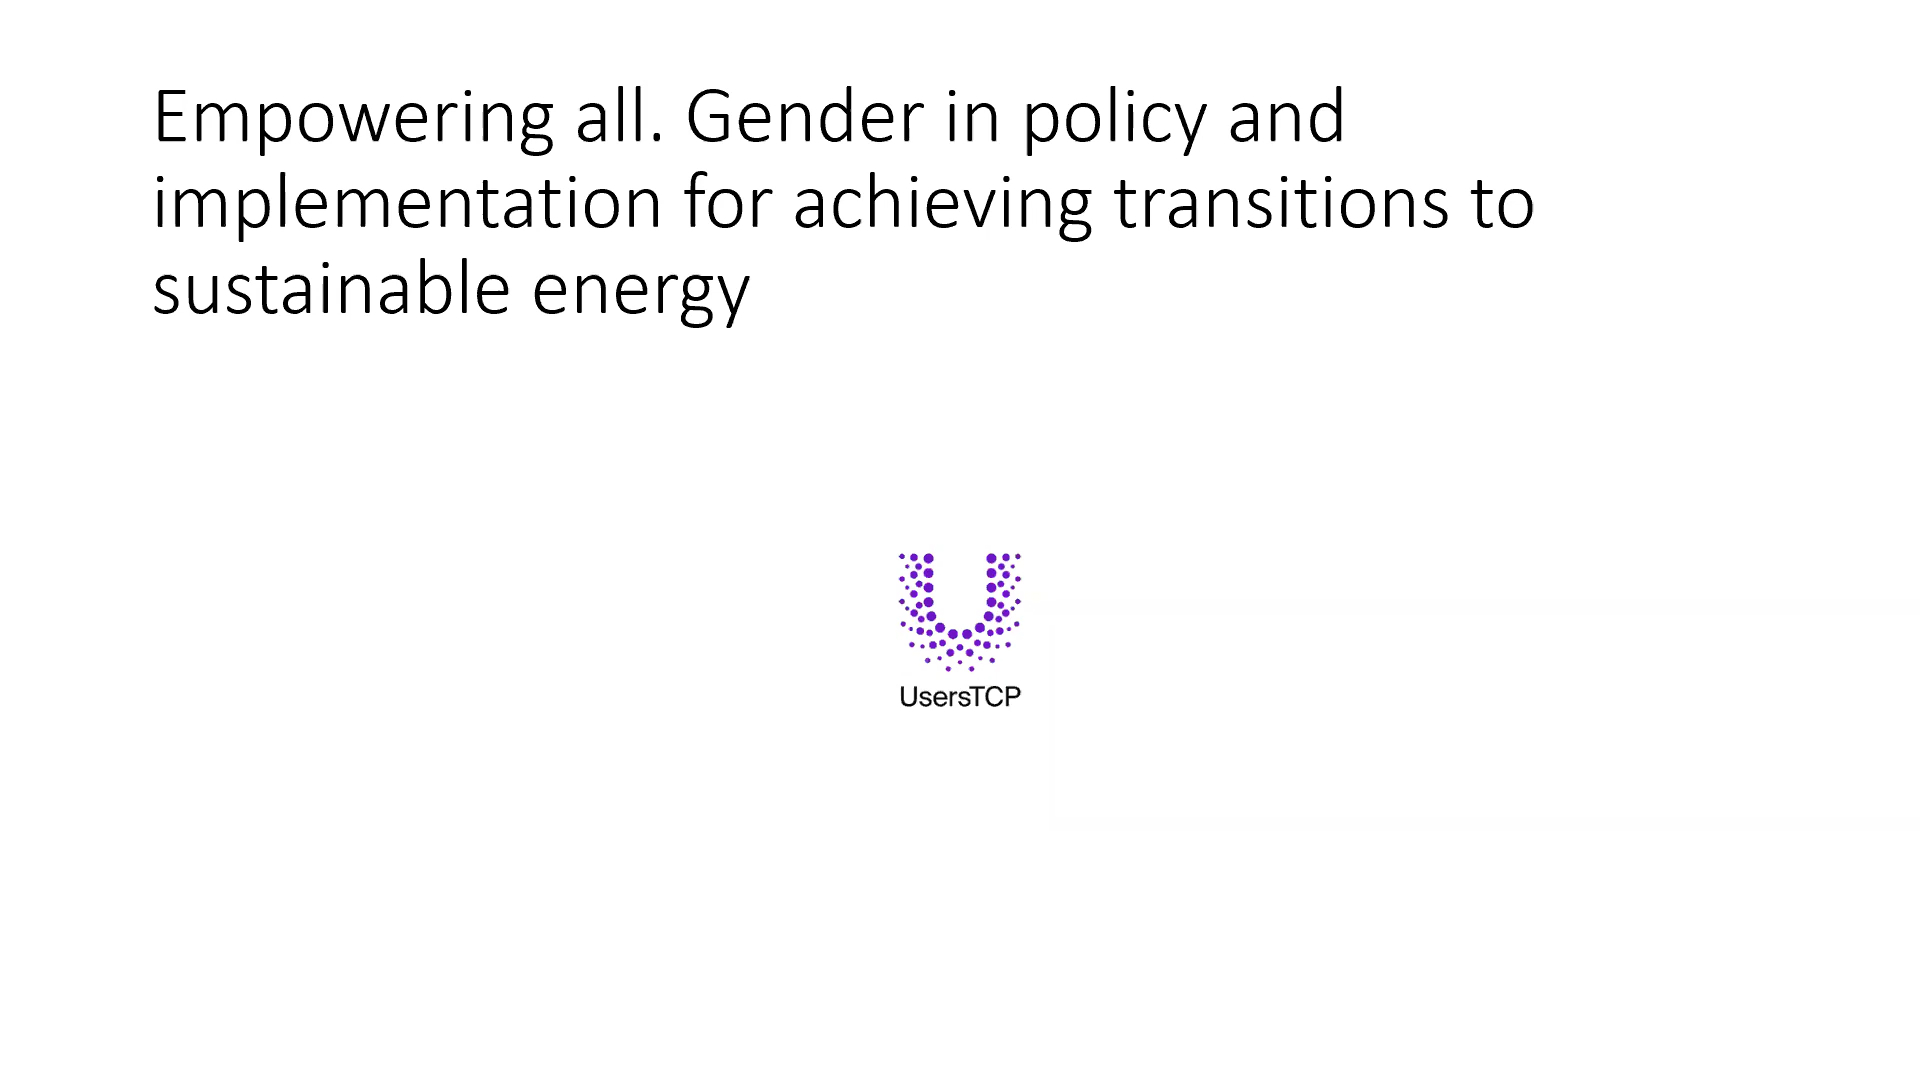 Empowering all. Gender in policy and
implementation for achieving transitions to
sustainable energy
UsersTCP